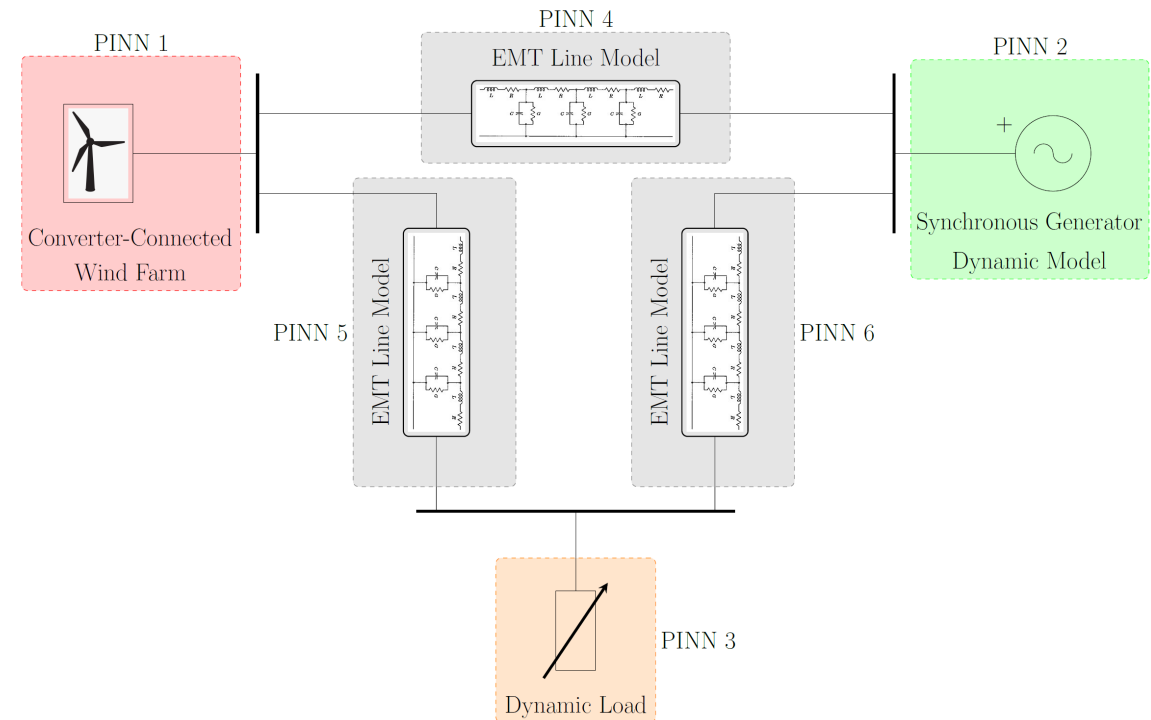 PINN 4
PINN 1
PINN 2
EMT Line Model
L R L R L R L R
C G C G C G
+
Converter-Connected
Wind Farm
Synchronous Generator
Dynamic Model
EMT Line Model
L
R
C
G
L
R
C
G
L
R
C
G
L
R
PINN 5
EMT Line Model
L
R
C
G
L
R
C
G
L
R
C
G
L
R
PINN 6
PINN 3
Dynamic Load